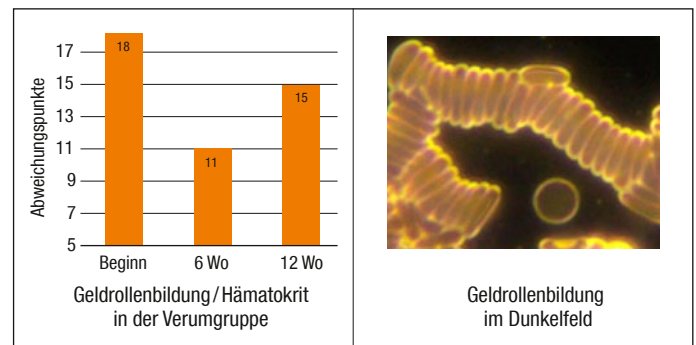 Abweichungspunkte
17
15
13
11
9
7
5
18
11
15
Beginn 6 Wo 12 Wo
Geldrollenbildung/Hämatokrit
in der Verumgruppe
Geldrollenbildung
im Dunkelfeld